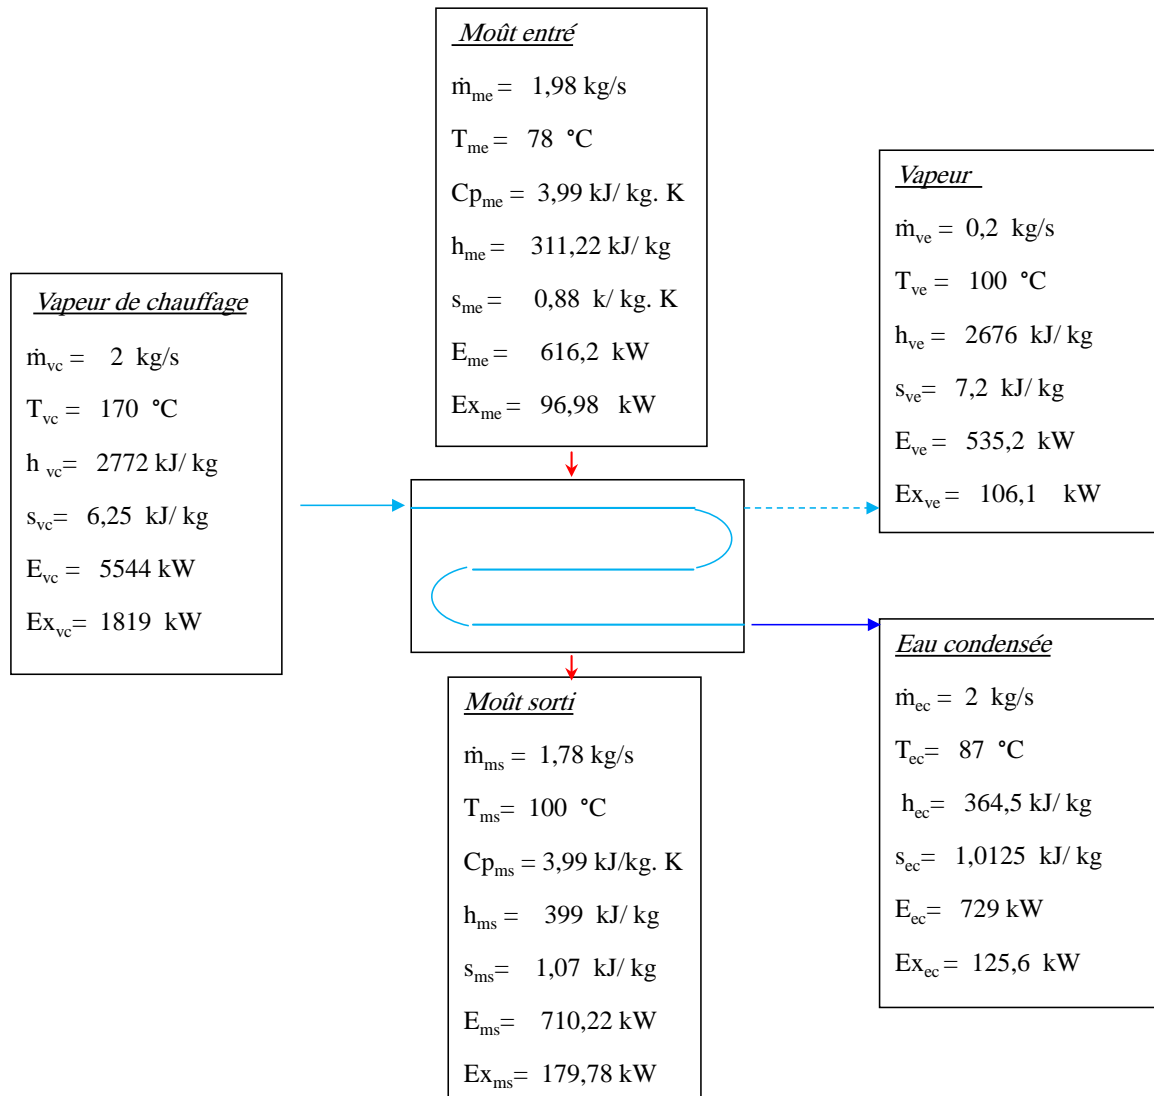 Moût entré
ṁme = 1,98 kg/s
Tme = 78 °C
Cpme = 3,99 kJ/ kg. K
hme = 311,22 kJ/ kg
sme = 0,88 k/ kg. K
Eme = 616,2 kW
Exme = 96,98 kW
Vapeur de chauffage
ṁvc = 2 kg/s
Tvc = 170 °C
h vc= 2772 kJ/ kg
svc= 6,25 kJ/ kg
Evc = 5544 kW
Exvc= 1819 kW
Vapeur
ṁve = 0,2 kg/s
Tve = 100 °C
hve = 2676 kJ/ kg
sve= 7,2 kJ/ kg
Eve = 535,2 kW
Exve = 106,1 kW
Moût sorti
ṁms = 1,78 kg/s
Tms= 100 °C
Cpms = 3,99 kJ/kg. K
hms = 399 kJ/ kg
sms= 1,07 kJ/ kg
Ems= 710,22 kW
Exms= 179,78 kW
Eau condensée
ṁec = 2 kg/s
Tec= 87 °C
hec= 364,5 kJ/ kg
sec= 1,0125 kJ/ kg
Eec= 729 kW
Exec = 125,6 kW